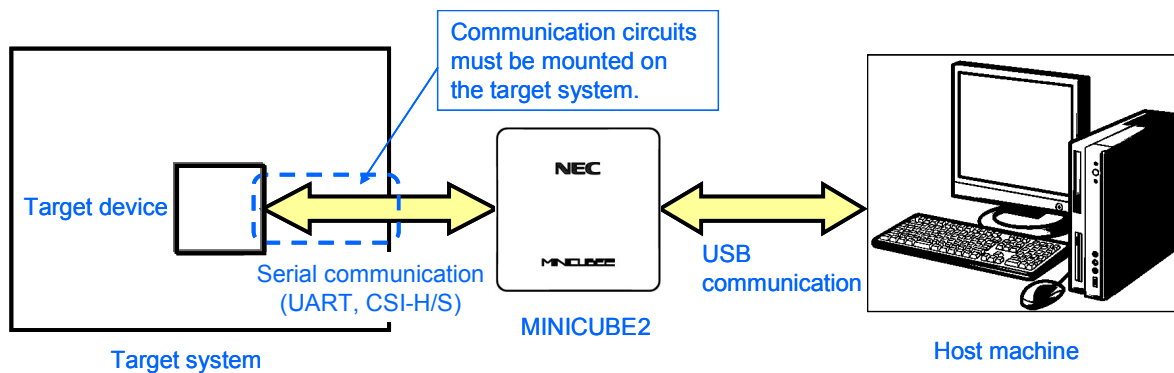 Communication circuits
must be mounted on
the target system.
NEC
Target device
MINICUBE2
Serial communication
(UART, CSI-H/S)
USB
communication
MINICUBE2
Target system
Host machine